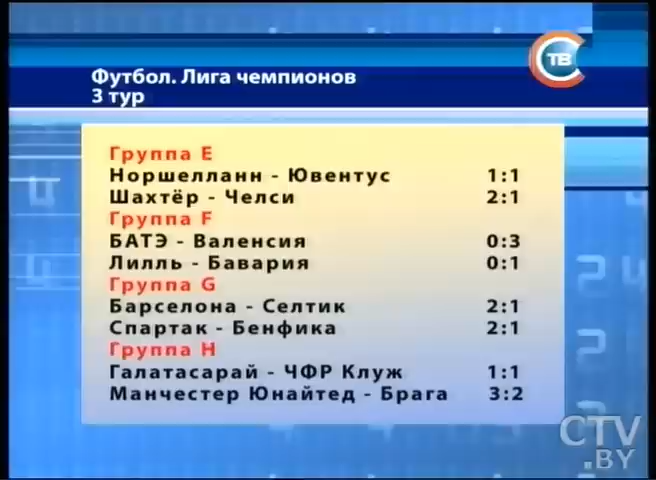 СТВ
Футбол. Лига чемпионов
3 тур
Группа E
Норшелланн - Ювентус 1:1
Шахтёр - Челси 2:1
Группа F
БАТЭ - Валенсия 0:3
Лилль - Бавария 0:1
Группа G
Барселона - Селтик 2:1
Спартак - Бенфика 2:1
Группа H
Галатасарай - ЧФР Клуж 1:1
Манчестер Юнайтед - Брага 3:2
CTV
.BY